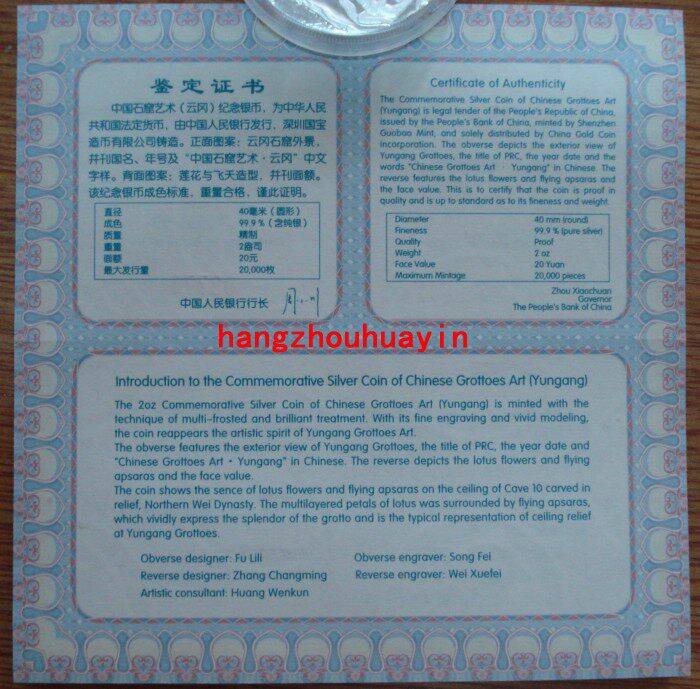 鉴定证书
中国石窟艺术（云冈）纪念银币，为中华人民
共和国法定货币，由中国人民银行发行，深圳国宝
造币有限公司铸造。正面图案：云冈石窟外景，
并刊国名、年号及“中国石窟艺术·云冈”中文
字样。背面图案：莲花与飞天造型，并刊面额。
该纪念银币成色标准，重量合格，谨此证明。
直径 40毫米（圆形）
成色 99.9%（含纯银）
质量 精制
重量 2盎司
面额 20元
最大发行量 20,000枚
中国人民银行行长
Certificate of Authenticity
The Commemorative Silver Coin of Chinese Grottoes Art
(Yungang) is legal tender of the People's Republic of China,
issued by the People's Bank of China, minted by Shenzhen
Guobao Mint, and solely distributed by China Gold Coin
Incorporation. The obverse depicts the exterior view of
Yungang Grottoes, the title of PRC, the year date and the
words "Chinese Grottoes Art · Yungang" in Chinese. The
reverse features the lotus flowers and flying apsaras and
the face value. This is to certify that the coin is proof in
quality and is up to standard as to its fineness and weight.
Diameter 40 mm (round)
Fineness 99.9 % (pure silver)
Quality Proof
Weight 2 oz
Face Value 20 Yuan
Maximum Mintage 20,000 pieces
Zhou Xiaochuan
Governor
The People's Bank of China
hangzhouhuayin
Introduction to the Commemorative Silver Coin of Chinese Grottoes Art (Yungang)
The 2oz Commemorative Silver Coin of Chinese Grottoes Art (Yungang) is minted with the
technique of multi-frosted and brilliant treatment. With its fine engraving and vivid modeling,
the coin reappears the artistic spirit of Yungang Grottoes Art.
The obverse features the exterior view of Yungang Grottoes, the title of PRC, the year date and
"Chinese Grottoes Art · Yungang" in Chinese. The reverse depicts the lotus flowers and flying
apsaras and the face value.
The coin shows the sence of lotus flowers and flying apsaras on the ceiling of Cave 10 carved in
relief, Northern Wei Dynasty. The multilayered petals of lotus was surrounded by flying apsaras,
which vividly express the splendor of the grotto and is the typical representation of ceiling relief
at Yungang Grottoes.
Obverse designer: Fu Lili
Obverse engraver: Song Fei
Reverse designer: Zhang Changming
Reverse engraver: Wei Xuefei
Artistic consultant: Huang Wenkun